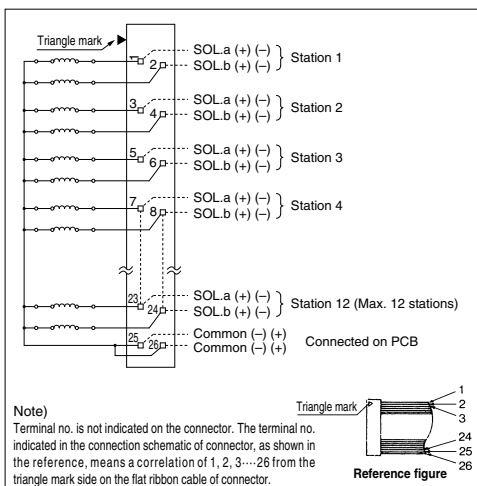 Triangle mark
1 SOL.a (+) (–)
2 SOL.b (+) (–) } Station 1
3 SOL.a (+) (–)
4 SOL.b (+) (–) } Station 2
5 SOL.a (+) (–)
6 SOL.b (+) (–) } Station 3
7 SOL.a (+) (–)
8 SOL.b (+) (–) } Station 4
23 SOL.a (+) (–)
24 SOL.b (+) (–) } Station 12 (Max. 12 stations)
25 Common (–) (+)
26 Common (–) (+) Connected on PCB
Note)
Terminal no. is not indicated on the connector. The terminal no.
indicated in the connection schematic of connector, as shown in
the reference, means a correlation of 1, 2, 3····26 from the
triangle mark side on the flat ribbon cable of connector.
Triangle mark
1
2
3
24
25
26
Reference figure